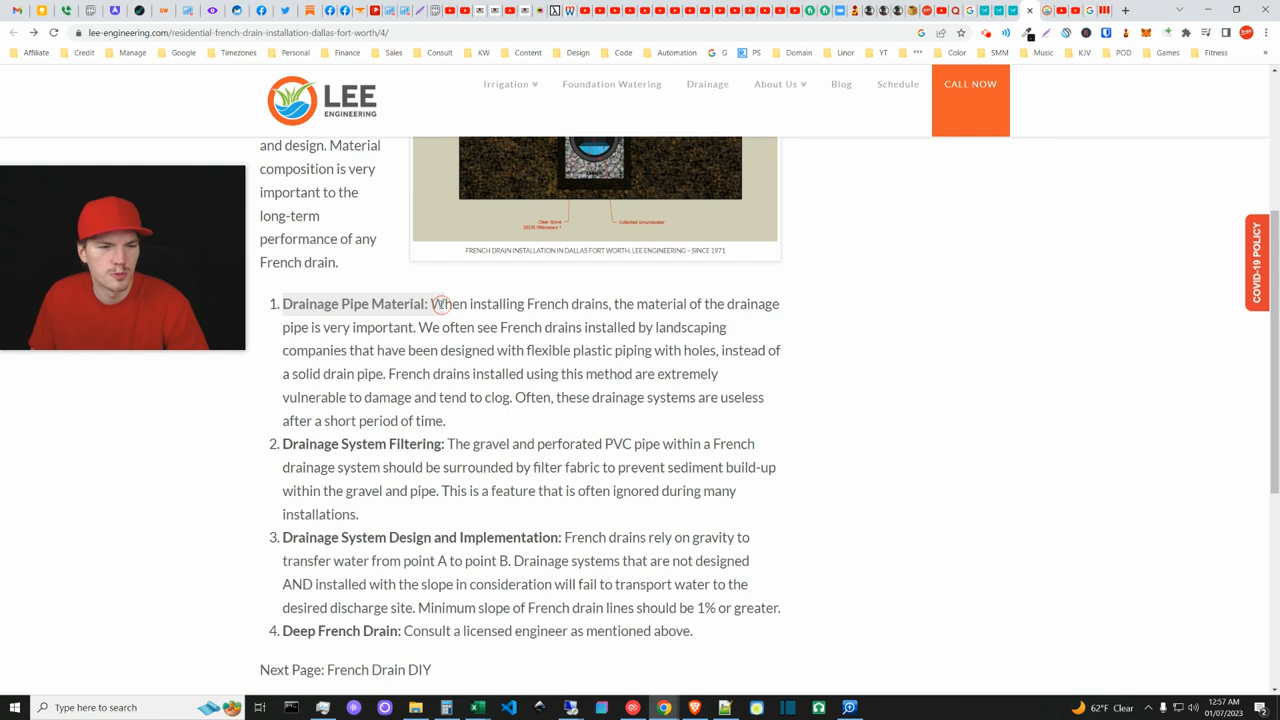 lee-engineering.com/residential-french-drain-installation-dallas-fort-worth/4/
Affiliate Credit Manage Google Timezones Personal Finance Sales Consult KW Content Design Code Automation G PS Domain Linor YT *** Color SMM Music KJV POD Games Fitness
LEE
ENGINEERING
Irrigation Foundation Watering Drainage About Us Blog Schedule CALL NOW
and design. Material
composition is very
important to the
long-term
performance of any
French drain.
Clear Stone
Collected Groundwater
FRENCH DRAIN INSTALLATION IN DALLAS FORT WORTH. LEE ENGINEERING – SINCE 1971
COVID-19 POLICY
1. Drainage Pipe Material: When installing French drains, the material of the drainage
pipe is very important. We often see French drains installed by landscaping
companies that have been designed with flexible plastic piping with holes, instead of
a solid drain pipe. French drains installed using this method are extremely
vulnerable to damage and tend to clog. Often, these drainage systems are useless
after a short period of time.
2. Drainage System Filtering: The gravel and perforated PVC pipe within a French
drainage system should be surrounded by filter fabric to prevent sediment build-up
within the gravel and pipe. This is a feature that is often ignored during many
installations.
3. Drainage System Design and Implementation: French drains rely on gravity to
transfer water from point A to point B. Drainage systems that are not designed
AND installed with the slope in consideration will fail to transport water to the
desired discharge site. Minimum slope of French drain lines should be 1% or greater.
4. Deep French Drain: Consult a licensed engineer as mentioned above.
Next Page: French Drain DIY
Type here to search
62°F Clear
12:57 AM
01/07/2023